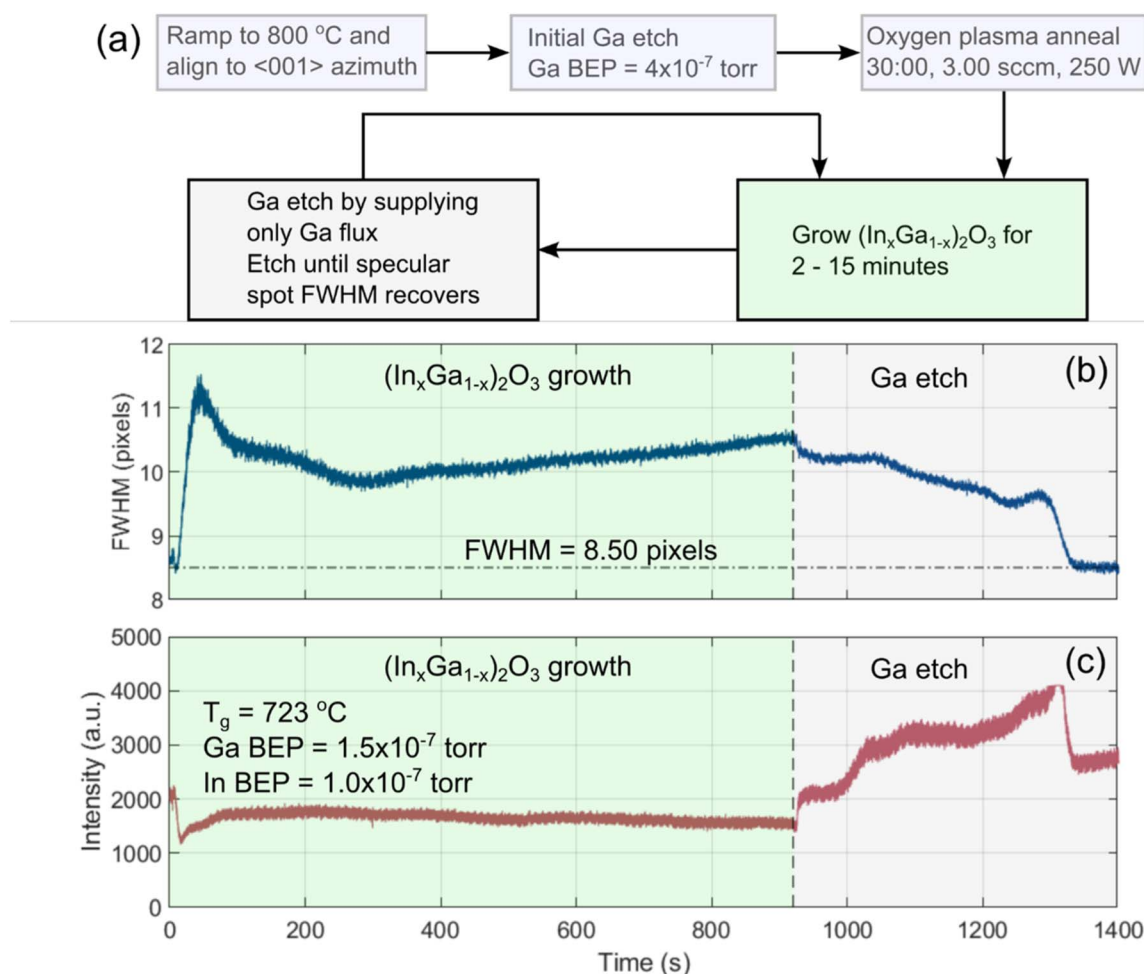 (a)
Ramp to 800 °C and
align to <001> azimuth
Initial Ga etch
Ga BEP = 4x10⁻⁷ torr
Oxygen plasma anneal
30:00, 3.00 sccm, 250 W
Ga etch by supplying
only Ga flux
Etch until specular
spot FWHM recovers
Grow (InₓGa₁₋ₓ)₂O₃ for
2 - 15 minutes
(b)
(InₓGa₁₋ₓ)₂O₃ growth
Ga etch
FWHM = 8.50 pixels
FWHM (pixels)
12
11
10
9
8
(c)
(InₓGa₁₋ₓ)₂O₃ growth
Ga etch
T_g = 723 °C
Ga BEP = 1.5x10⁻⁷ torr
In BEP = 1.0x10⁻⁷ torr
Intensity (a.u.)
5000
4000
3000
2000
1000
0
0 200 400 600 800 1000 1200 1400
Time (s)